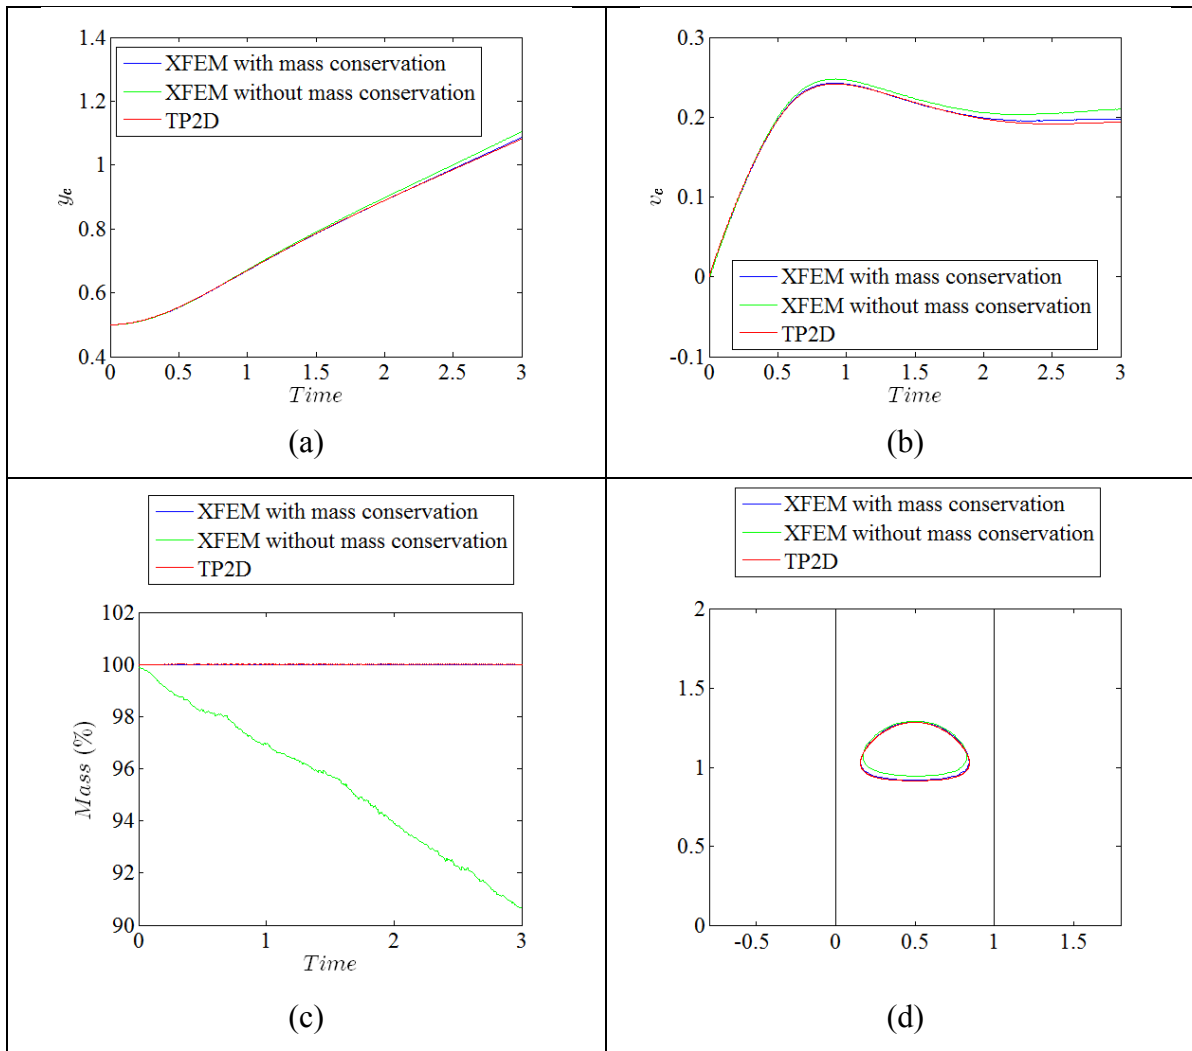 1.4
1.2
1
0.8
0.6
0.4
y_c
XFEM with mass conservation
XFEM without mass conservation
TP2D
0 0.5 1 1.5 2 2.5 3
Time
(a)
0.3
0.2
0.1
0
-0.1
v_c
XFEM with mass conservation
XFEM without mass conservation
TP2D
0 0.5 1 1.5 2 2.5 3
Time
(b)
XFEM with mass conservation
XFEM without mass conservation
TP2D
102
100
98
96
94
92
90
Mass (%)
0 1 2 3
Time
(c)
XFEM with mass conservation
XFEM without mass conservation
TP2D
2
1.5
1
0.5
0
-0.5 0 0.5 1 1.5
(d)